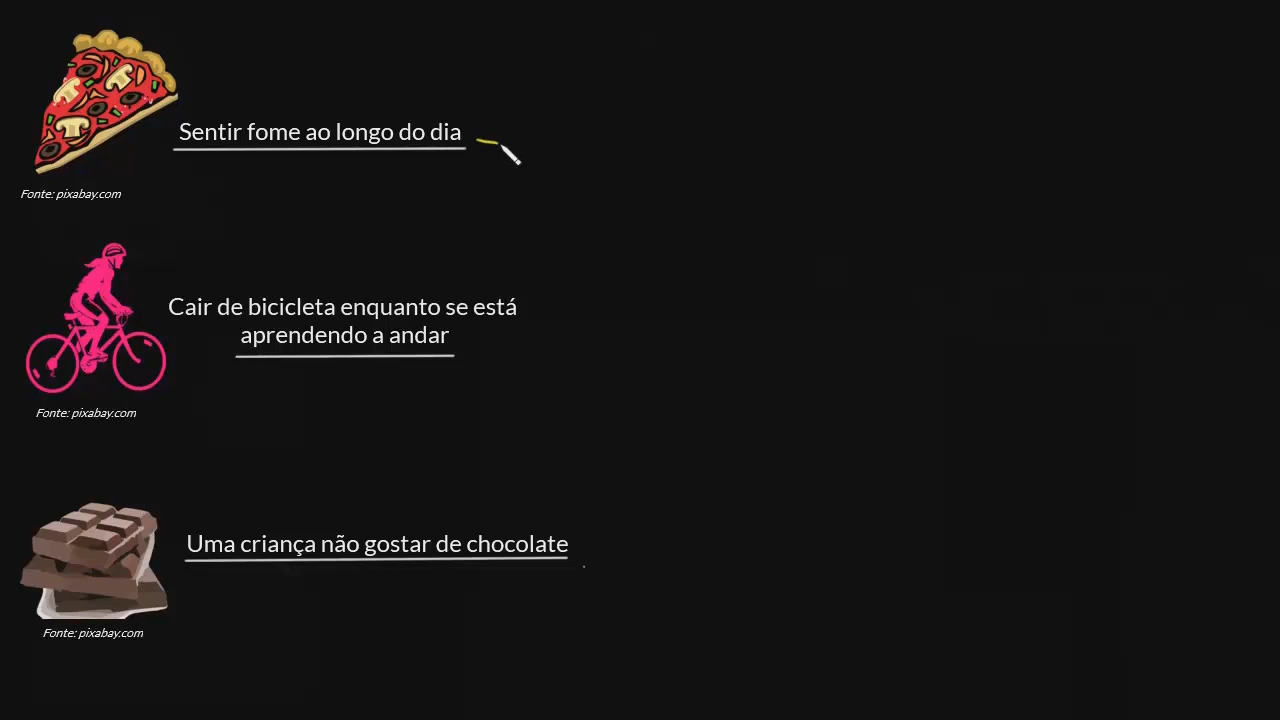 Sentir fome ao longo do dia
Fonte: pixabay.com
Cair de bicicleta enquanto se está
aprendendo a andar
Fonte: pixabay.com
Uma criança não gostar de chocolate
Fonte: pixabay.com